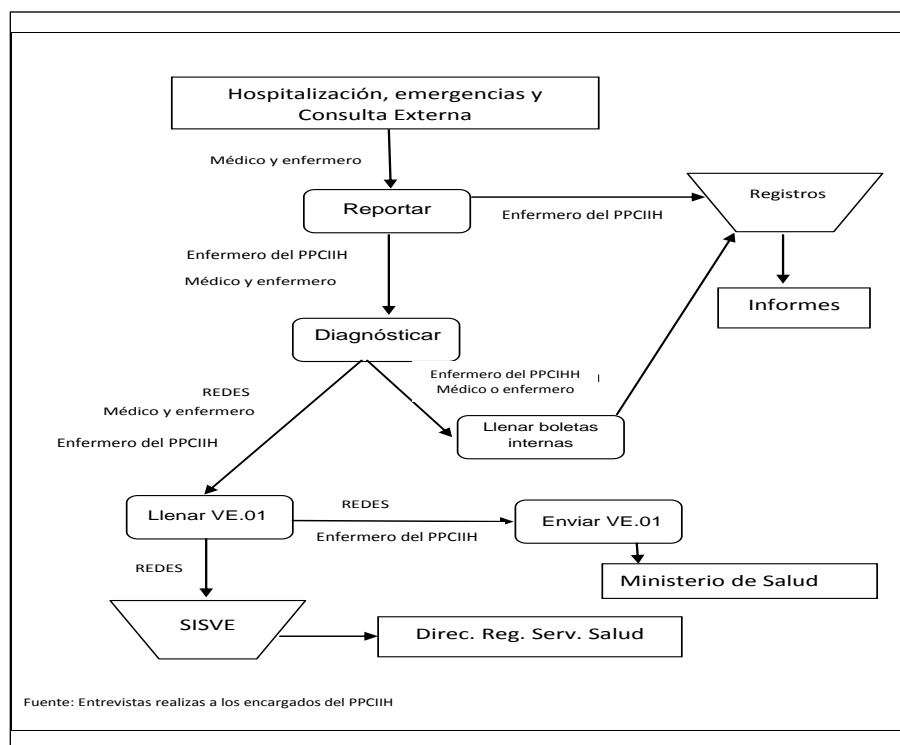 Hospitalización, emergencias y
Consulta Externa
Médico y enfermero
Reportar
Enfermero del PPCIIH
Registros
Enfermero del PPCIIH
Médico y enfermero
Informes
Diagnósticar
Enfermero del PPCIHH
Médico o enfermero
REDES
Médico y enfermero
Enfermero del PPCIIH
Llenar boletas
internas
Llenar VE.01
REDES
Enfermero del PPCIIH
Enviar VE.01
REDES
Ministerio de Salud
SISVE
Direc. Reg. Serv. Salud
Fuente: Entrevistas realizas a los encargados del PPCIIH